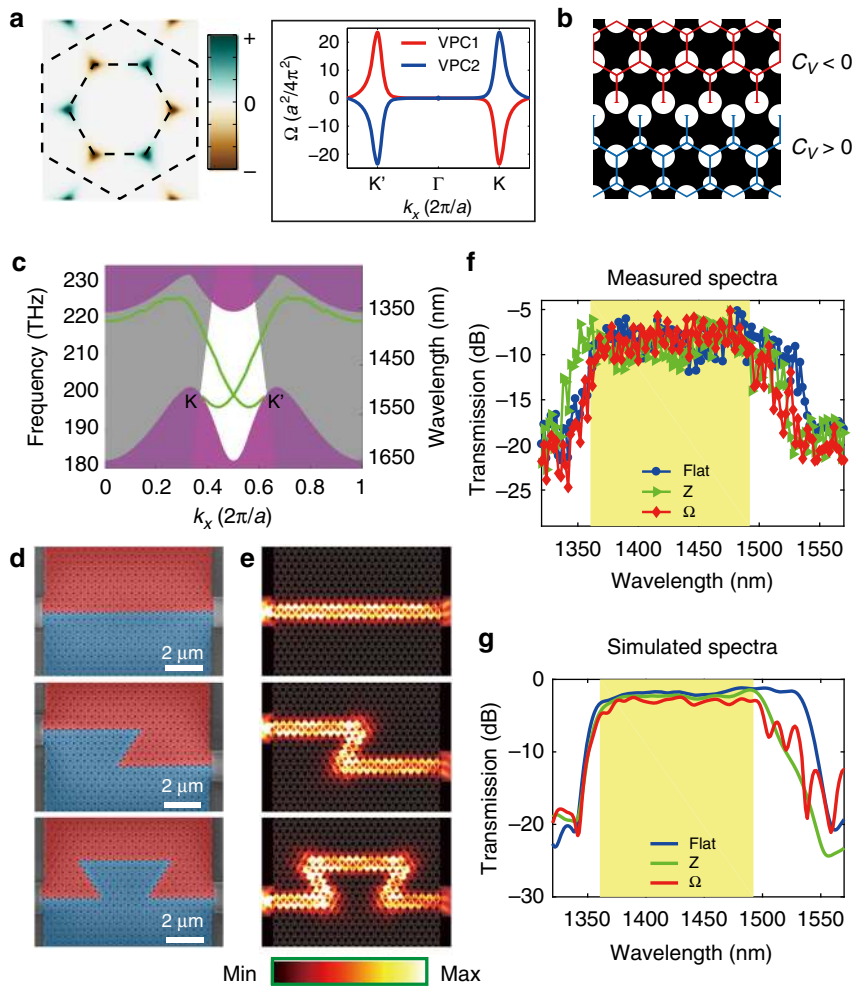 a
+
0
−
Ω (a²/4π²)
20
10
0
−10
−20
VPC1
VPC2
K'
Γ
K
kₓ (2π/a)
b
C_V < 0
C_V > 0
c
Frequency (THz)
230
220
210
200
190
180
K
K'
1350
1450
1550
1650
Wavelength (nm)
0
0.2
0.4
0.6
0.8
1
kₓ (2π/a)
d
2 μm
2 μm
2 μm
e
Min
Max
f
Measured spectra
Transmission (dB)
−5
−10
−15
−20
−25
Flat
Z
Ω
1350
1400
1450
1500
1550
Wavelength (nm)
g
Simulated spectra
Transmission (dB)
0
−10
−20
−30
Flat
Z
Ω
1350
1400
1450
1500
1550
Wavelength (nm)